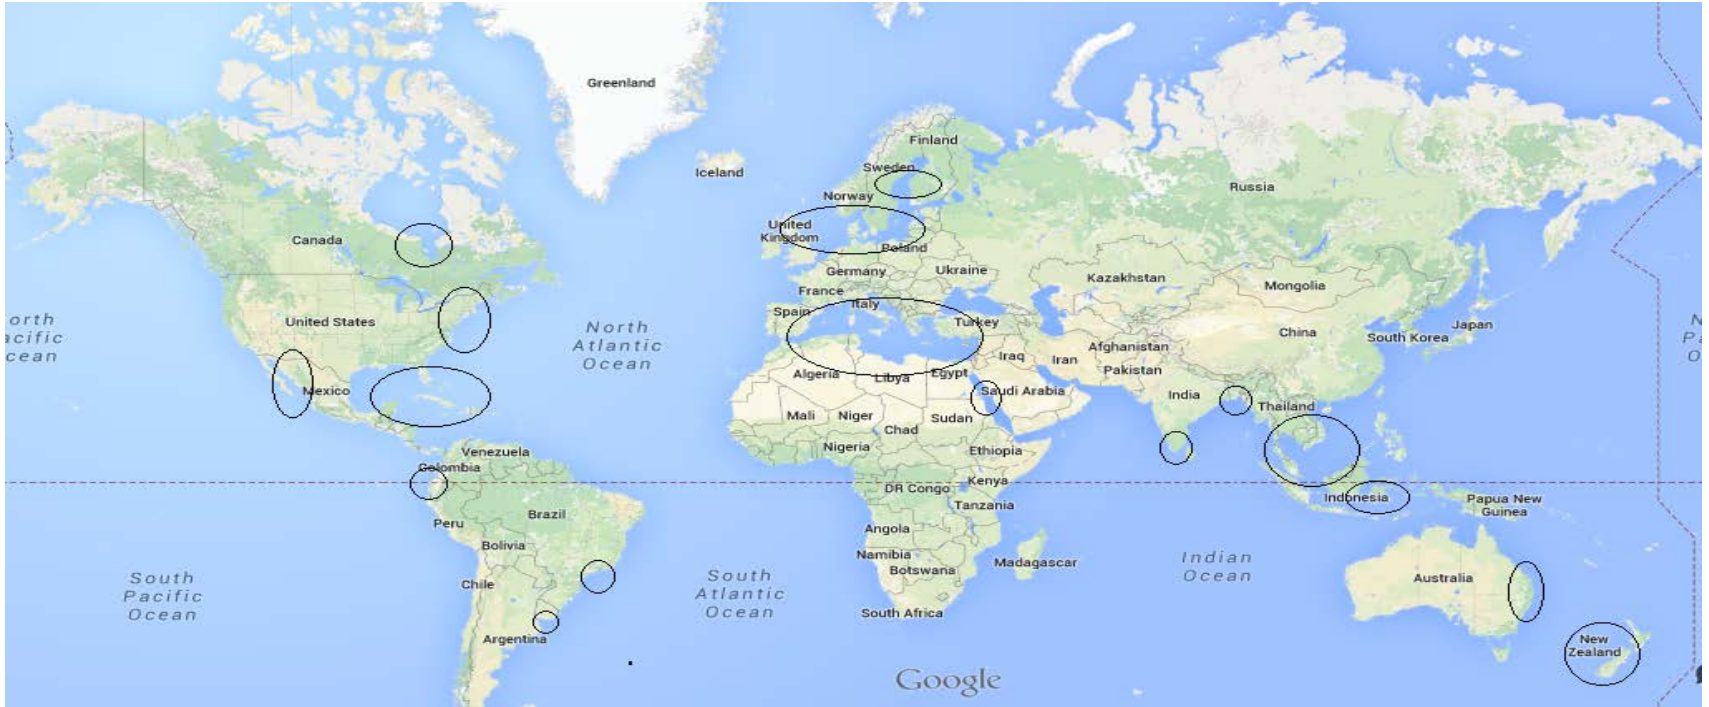 Greenland
Finland
Iceland
Sweden
Russia
Norway
United
Kingdom
Canada
Poland
Germany
Ukraine
Kazakhstan
Mongolia
France
Italy
Spain
Turkey
orth
acific
cean
United States
North
Atlantic
Ocean
China
South Korea
Japan
N
Pa
O
Afghanistan
Iraq
Iran
Pakistan
Algeria
Libya
Egypt
Saudi Arabia
India
Mexico
Thailand
Mali
Niger
Sudan
Chad
Nigeria
Ethiopia
Venezuela
Colombia
DR Congo
Kenya
Indonesia
Papua New
Guinea
Tanzania
Brazil
Peru
Angola
Bolivia
Namibia
Botswana
Madagascar
Indian
Ocean
South
Pacific
Ocean
Chile
South
Atlantic
Ocean
Australia
South Africa
Argentina
New
Zealand
Google